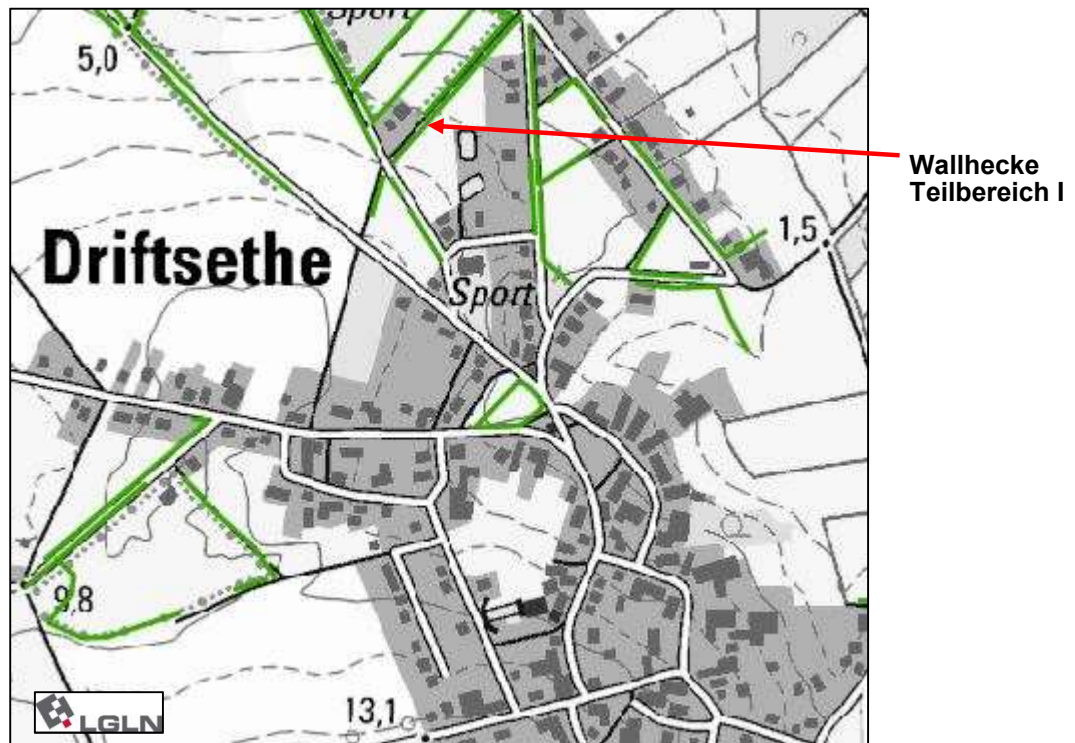 Sport
5,0
Wallhecke
Teilbereich I
1,5
Driftsethe
Sport
9,8
13,1
LGLN